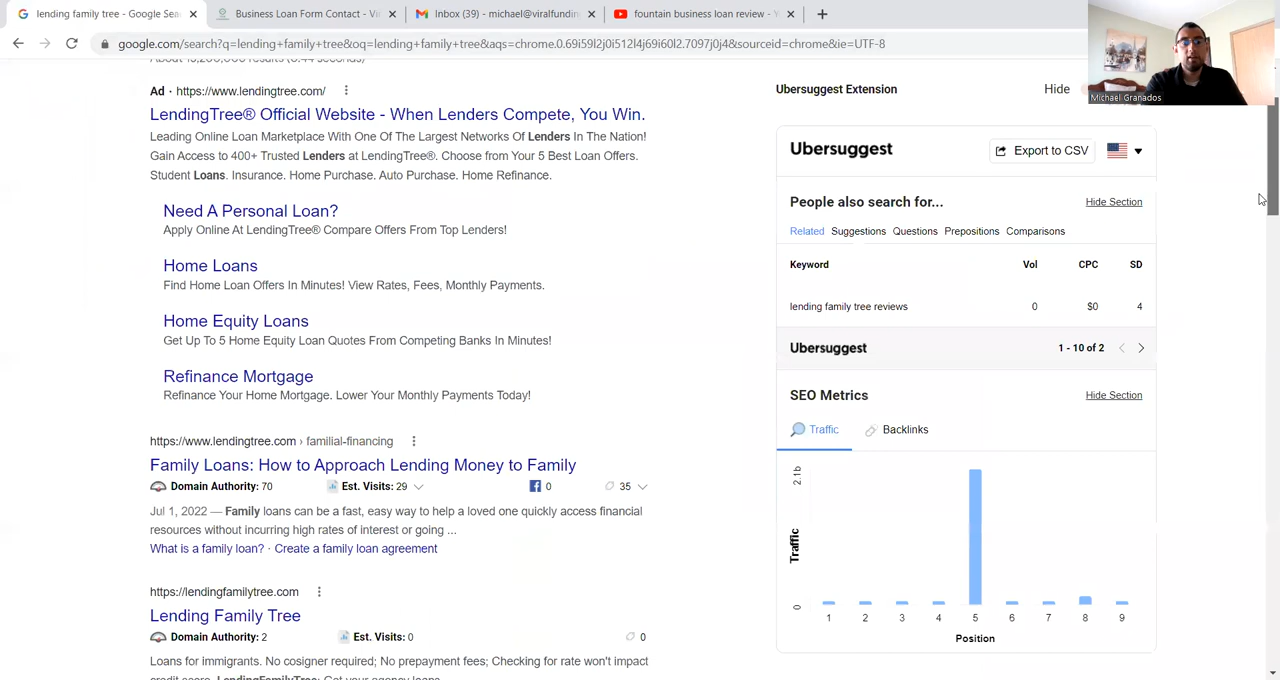 lending family tree - Google Sea
Business Loan Form Contact - Vi
Inbox (39) - michael@viralfundin
fountain business loan review - Y
google.com/search?q=lending+family+tree&oq=lending+family+tree&aqs=chrome.0.69i59l2j0i512l4j69i60l2.7097j0j4&sourceid=chrome&ie=UTF-8
Michael Granados
Ad · https://www.lendingtree.com/
LendingTree® Official Website - When Lenders Compete, You Win.
Leading Online Loan Marketplace With One Of The Largest Networks Of Lenders In The Nation!
Gain Access to 400+ Trusted Lenders at LendingTree®. Choose from Your 5 Best Loan Offers.
Student Loans. Insurance. Home Purchase. Auto Purchase. Home Refinance.
Need A Personal Loan?
Apply Online At LendingTree® Compare Offers From Top Lenders!
Home Loans
Find Home Loan Offers In Minutes! View Rates, Fees, Monthly Payments.
Home Equity Loans
Get Up To 5 Home Equity Loan Quotes From Competing Banks In Minutes!
Refinance Mortgage
Refinance Your Home Mortgage. Lower Your Monthly Payments Today!
https://www.lendingtree.com › familial-financing
Family Loans: How to Approach Lending Money to Family
Domain Authority: 70 Est. Visits: 29 0 35
Jul 1, 2022 — Family loans can be a fast, easy way to help a loved one quickly access financial
resources without incurring high rates of interest or going ...
What is a family loan? · Create a family loan agreement
https://lendingfamilytree.com
Lending Family Tree
Domain Authority: 2 Est. Visits: 0 0
Loans for immigrants. No cosigner required; No prepayment fees; Checking for rate won't impact
Ubersuggest Extension Hide
Ubersuggest Export to CSV
People also search for... Hide Section
Related Suggestions Questions Prepositions Comparisons
Keyword Vol CPC SD
lending family tree reviews 0 $0 4
Ubersuggest 1 - 10 of 2
SEO Metrics Hide Section
Traffic Backlinks
2.1b
Traffic
0
1 2 3 4 5 6 7 8 9
Position